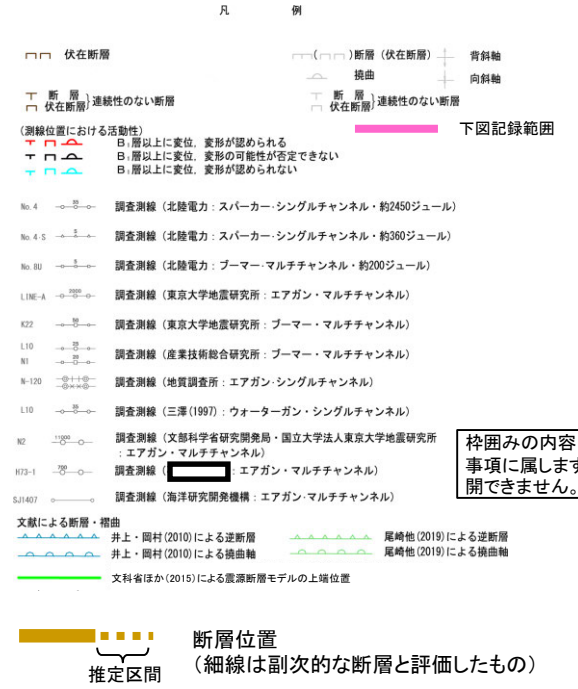 凡 例
伏在断層
断層（伏在断層）
背斜軸
撓曲
向斜軸
断層
伏在断層｝連続性のない断層
断層
伏在断層｝連続性のない断層
（測線位置における活動性）
B₁層以上に変位，変形が認められる
B₁層以上に変位，変形の可能性が否定できない
B₁層以上に変位，変形が認められない
下図記録範囲
No.4 調査測線（北陸電力：スパーカー・シングルチャンネル・約2450ジュール）
No.4-S 調査測線（北陸電力：スパーカー・シングルチャンネル・約360ジュール）
No.8U 調査測線（北陸電力：ブーマー・マルチチャンネル・約200ジュール）
LINE-A 調査測線（東京大学地震研究所：エアガン・マルチチャンネル）
K22 調査測線（東京大学地震研究所：ブーマー・マルチチャンネル）
L10
N1 調査測線（産業技術総合研究所：ブーマー・マルチチャンネル）
N-120 調査測線（地質調査所：エアガン・シングルチャンネル）
L10 調査測線（三澤(1997)：ウォーターガン・シングルチャンネル）
N2 11000 調査測線（文部科学省研究開発局・国立大学法人東京大学地震研究所
：エアガン・マルチチャンネル）
H73-1 700 調査測線（ ：エアガン・マルチチャンネル）
SJ1407 調査測線（海洋研究開発機構：エアガン・マルチチャンネル）
枠囲みの内容
事項に属します
開できません。
文献による断層・褶曲
井上・岡村(2010)による逆断層
尾崎他(2019)による逆断層
井上・岡村(2010)による撓曲軸
尾崎他(2019)による撓曲軸
文科省ほか(2015)による震源断層モデルの上端位置
断層位置
（細線は副次的な断層と評価したもの）
推定区間